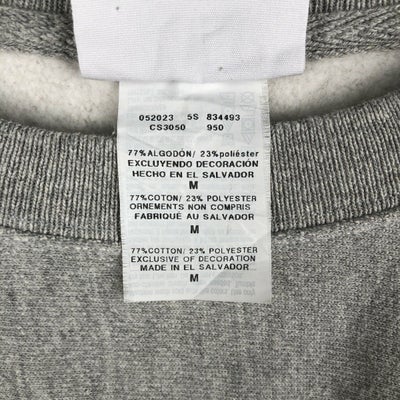 052023 5S 834493
CS3050 950
77%ALGODÓN/ 23%poliéster
EXCLUYENDO DECORACIÓN
HECHO EN EL SALVADOR
M
77%COTON/ 23% POLYESTER
ORNEMENTS NON COMPRIS
FABRIQUÉ AU SALVADOR
M
77%COTTON/ 23% POLYESTER
EXCLUSIVE OF DECORATION
MADE IN EL SALVADOR
M